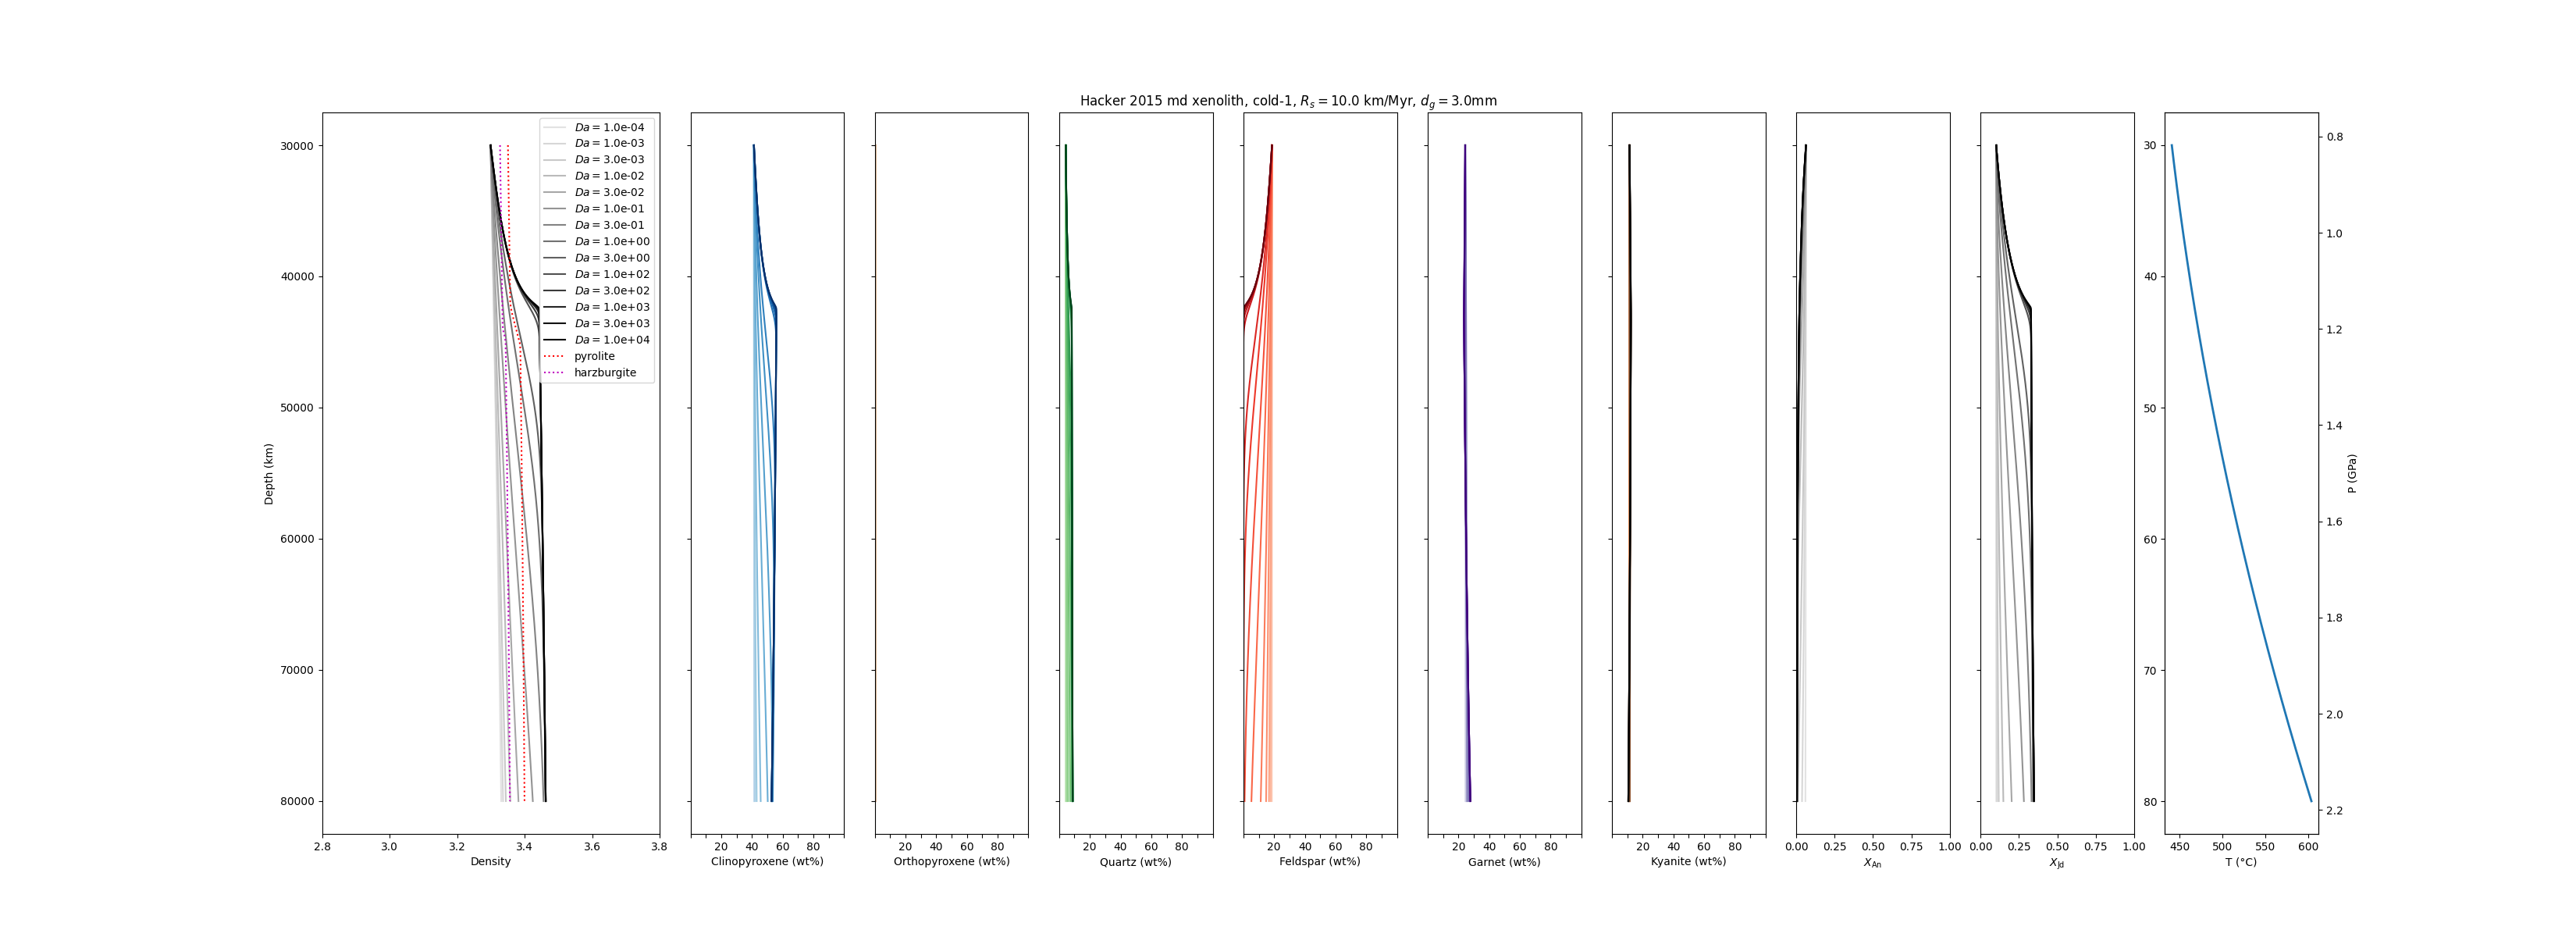 Hacker 2015 md xenolith, cold-1, R_s = 10.0 km/Myr, d_g = 3.0mm
Da = 1.0e-04
Da = 1.0e-03
Da = 3.0e-03
Da = 1.0e-02
Da = 3.0e-02
Da = 1.0e-01
Da = 3.0e-01
Da = 1.0e+00
Da = 3.0e+00
Da = 1.0e+02
Da = 3.0e+02
Da = 1.0e+03
Da = 3.0e+03
Da = 1.0e+04
pyrolite
harzburgite
Depth (km)
30000
40000
50000
60000
70000
80000
2.8 3.0 3.2 3.4 3.6 3.8
Density
20 40 60 80
Clinopyroxene (wt%)
20 40 60 80
Orthopyroxene (wt%)
20 40 60 80
Quartz (wt%)
20 40 60 80
Feldspar (wt%)
20 40 60 80
Garnet (wt%)
20 40 60 80
Kyanite (wt%)
0.00 0.25 0.50 0.75 1.00
X_An
0.00 0.25 0.50 0.75 1.00
X_Jd
30
40
50
60
70
80
450 500 550 600
T (°C)
0.8
1.0
1.2
1.4
1.6
1.8
2.0
2.2
P (GPa)